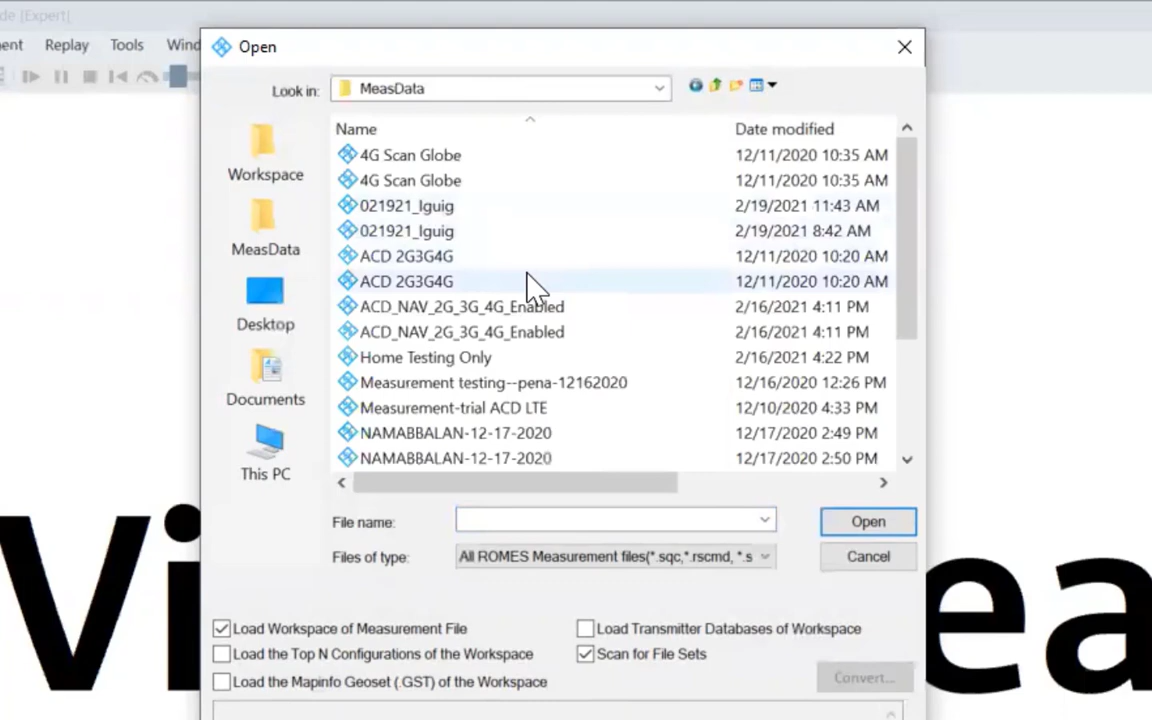 de [Expert[
ent Replay Tools Wind
Open
Look in: MeasData
Name Date modified
4G Scan Globe 12/11/2020 10:35 AM
4G Scan Globe 12/11/2020 10:35 AM
021921_Iguig 2/19/2021 11:43 AM
021921_Iguig 2/19/2021 8:42 AM
ACD 2G3G4G 12/11/2020 10:20 AM
ACD 2G3G4G 12/11/2020 10:20 AM
ACD_NAV_2G_3G_4G_Enabled 2/16/2021 4:11 PM
ACD_NAV_2G_3G_4G_Enabled 2/16/2021 4:11 PM
Home Testing Only 2/16/2021 4:22 PM
Measurement testing--pena-12162020 12/16/2020 12:26 PM
Measurement-trial ACD LTE 12/10/2020 4:33 PM
NAMABBALAN-12-17-2020 12/17/2020 2:49 PM
NAMABBALAN-12-17-2020 12/17/2020 2:50 PM
Workspace
MeasData
Desktop
Documents
This PC
File name: Open
Files of type: All ROMES Measurement files(*.sqc,*.rscmd, *.s Cancel
Load Workspace of Measurement File Load Transmitter Databases of Workspace
Load the Top N Configurations of the Workspace Scan for File Sets
Load the Mapinfo Geoset (.GST) of the Workspace Convert...
Vi ea